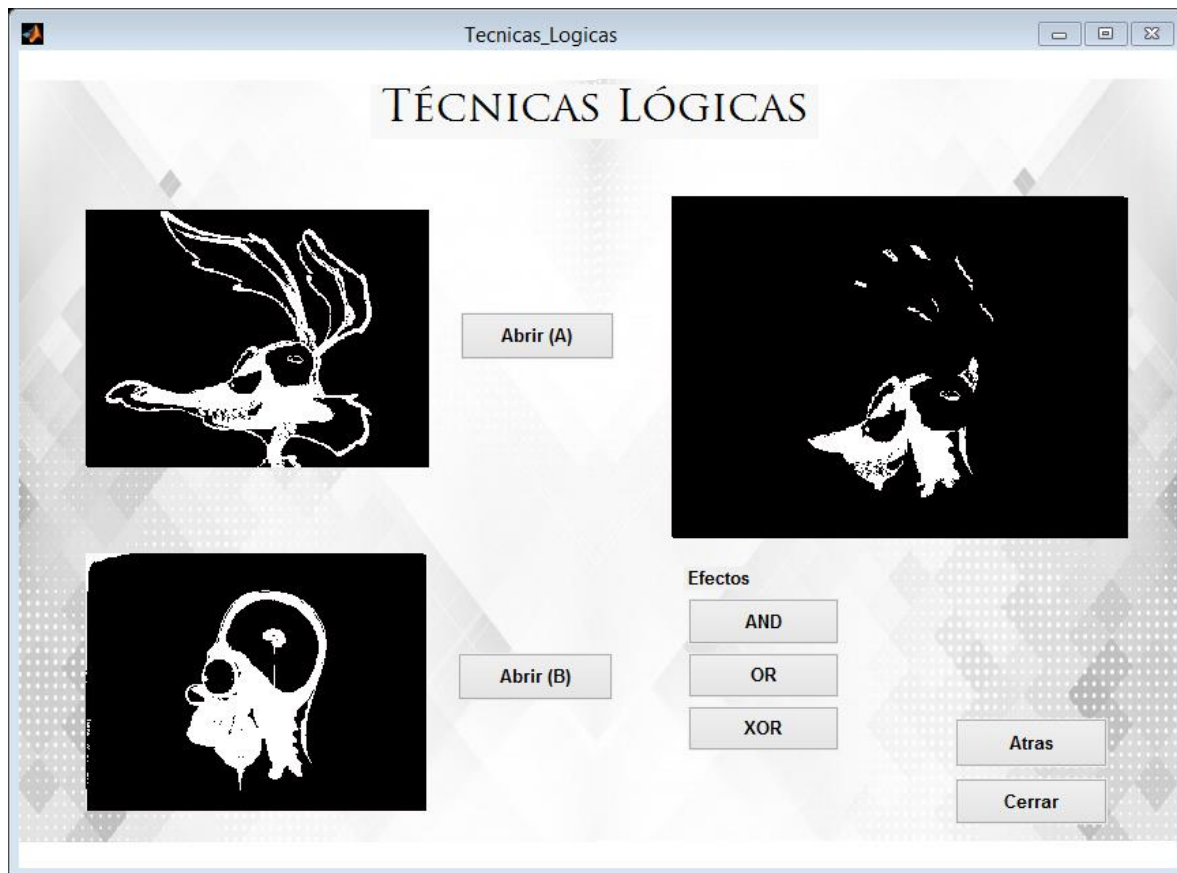 Tecnicas_Logicas
TÉCNICAS LÓGICAS
Abrir (A)
Abrir (B)
Efectos
AND
OR
XOR
Atras
Cerrar